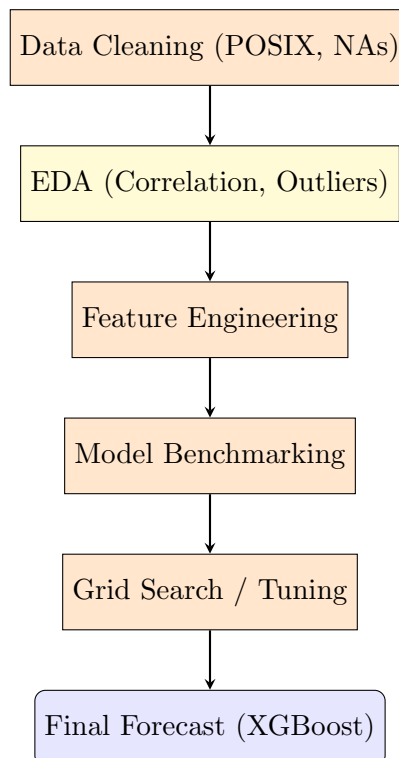 Data Cleaning (POSIX, NAs)
EDA (Correlation, Outliers)
Feature Engineering
Model Benchmarking
Grid Search / Tuning
Final Forecast (XGBoost)